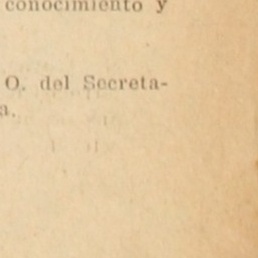 conocimiento y
O. del Secreta-
a.